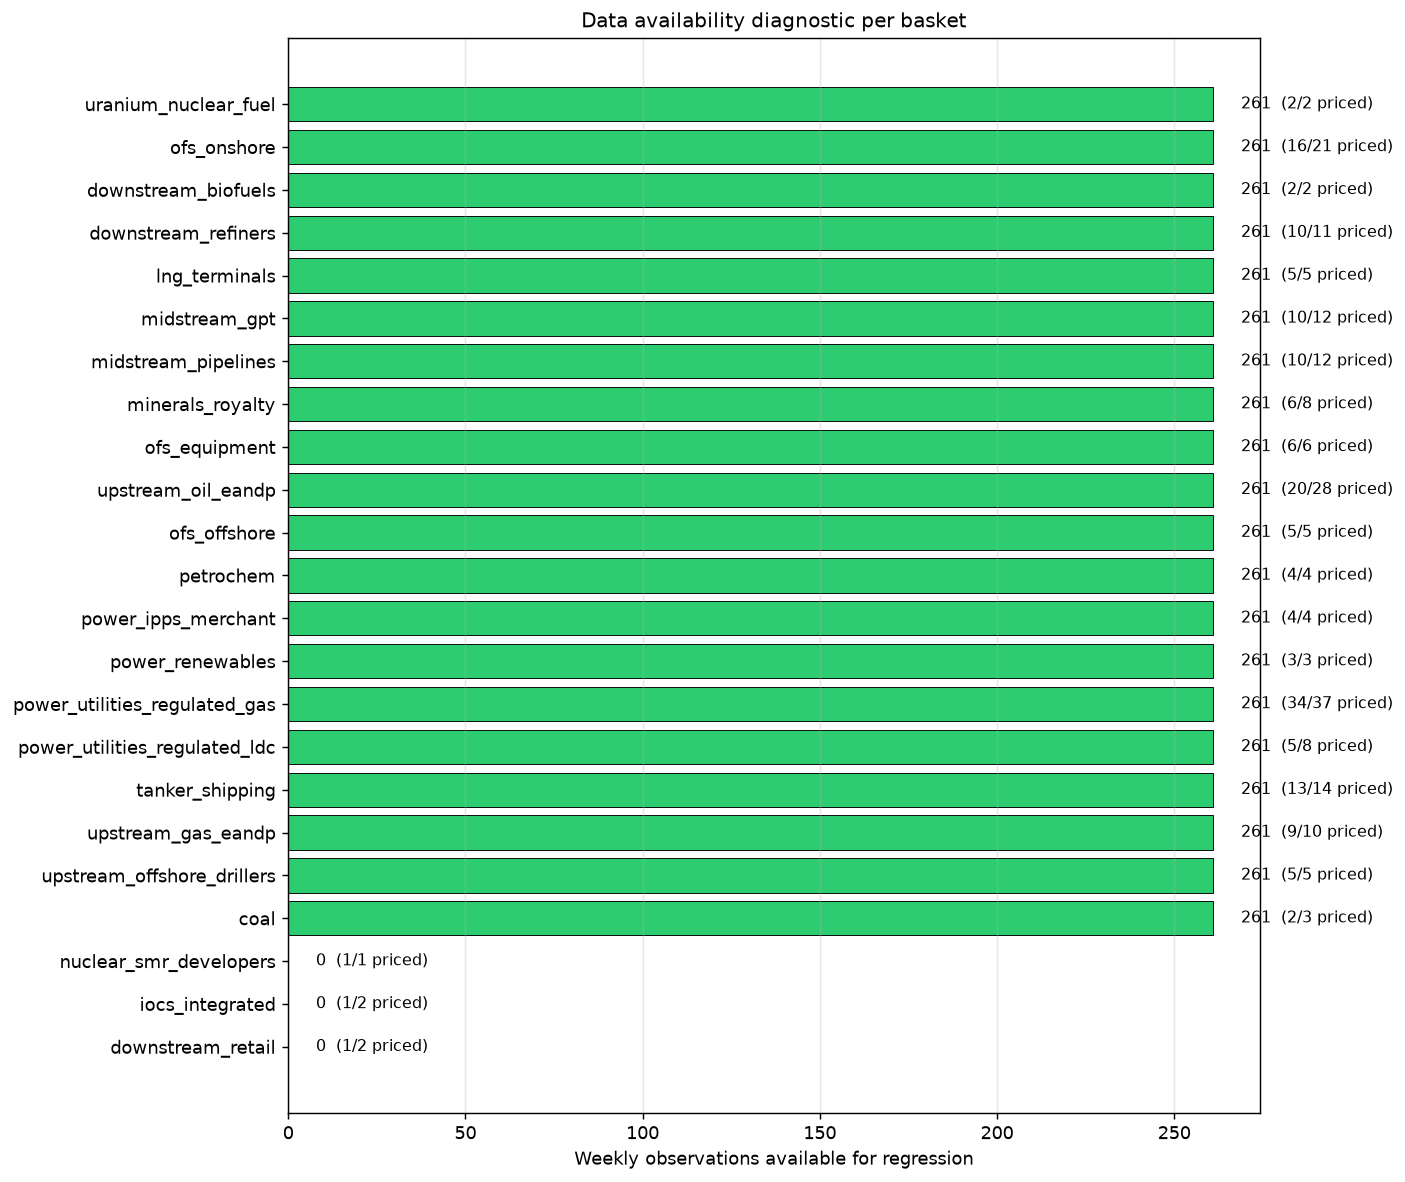 Data availability diagnostic per basket
uranium_nuclear_fuel 261 (2/2 priced)
ofs_onshore 261 (16/21 priced)
downstream_biofuels 261 (2/2 priced)
downstream_refiners 261 (10/11 priced)
lng_terminals 261 (5/5 priced)
midstream_gpt 261 (10/12 priced)
midstream_pipelines 261 (10/12 priced)
minerals_royalty 261 (6/8 priced)
ofs_equipment 261 (6/6 priced)
upstream_oil_eandp 261 (20/28 priced)
ofs_offshore 261 (5/5 priced)
petrochem 261 (4/4 priced)
power_ipps_merchant 261 (4/4 priced)
power_renewables 261 (3/3 priced)
power_utilities_regulated_gas 261 (34/37 priced)
power_utilities_regulated_ldc 261 (5/8 priced)
tanker_shipping 261 (13/14 priced)
upstream_gas_eandp 261 (9/10 priced)
upstream_offshore_drillers 261 (5/5 priced)
coal 261 (2/3 priced)
nuclear_smr_developers 0 (1/1 priced)
iocs_integrated 0 (1/2 priced)
downstream_retail 0 (1/2 priced)
0 50 100 150 200 250
Weekly observations available for regression